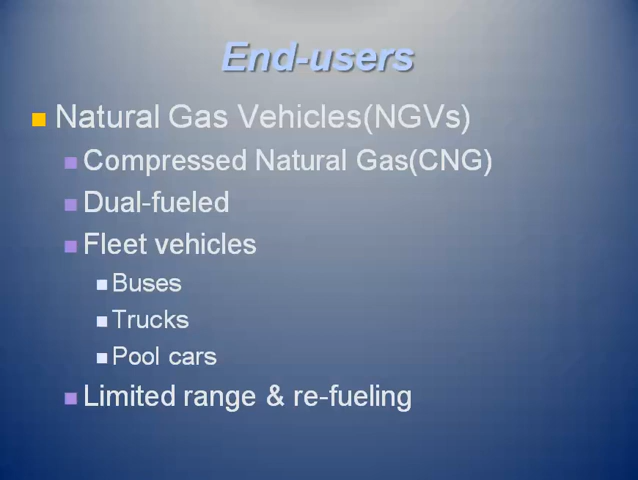 End-users
Natural Gas Vehicles(NGVs)
Compressed Natural Gas(CNG)
Dual-fueled
Fleet vehicles
Buses
Trucks
Pool cars
Limited range & re-fueling